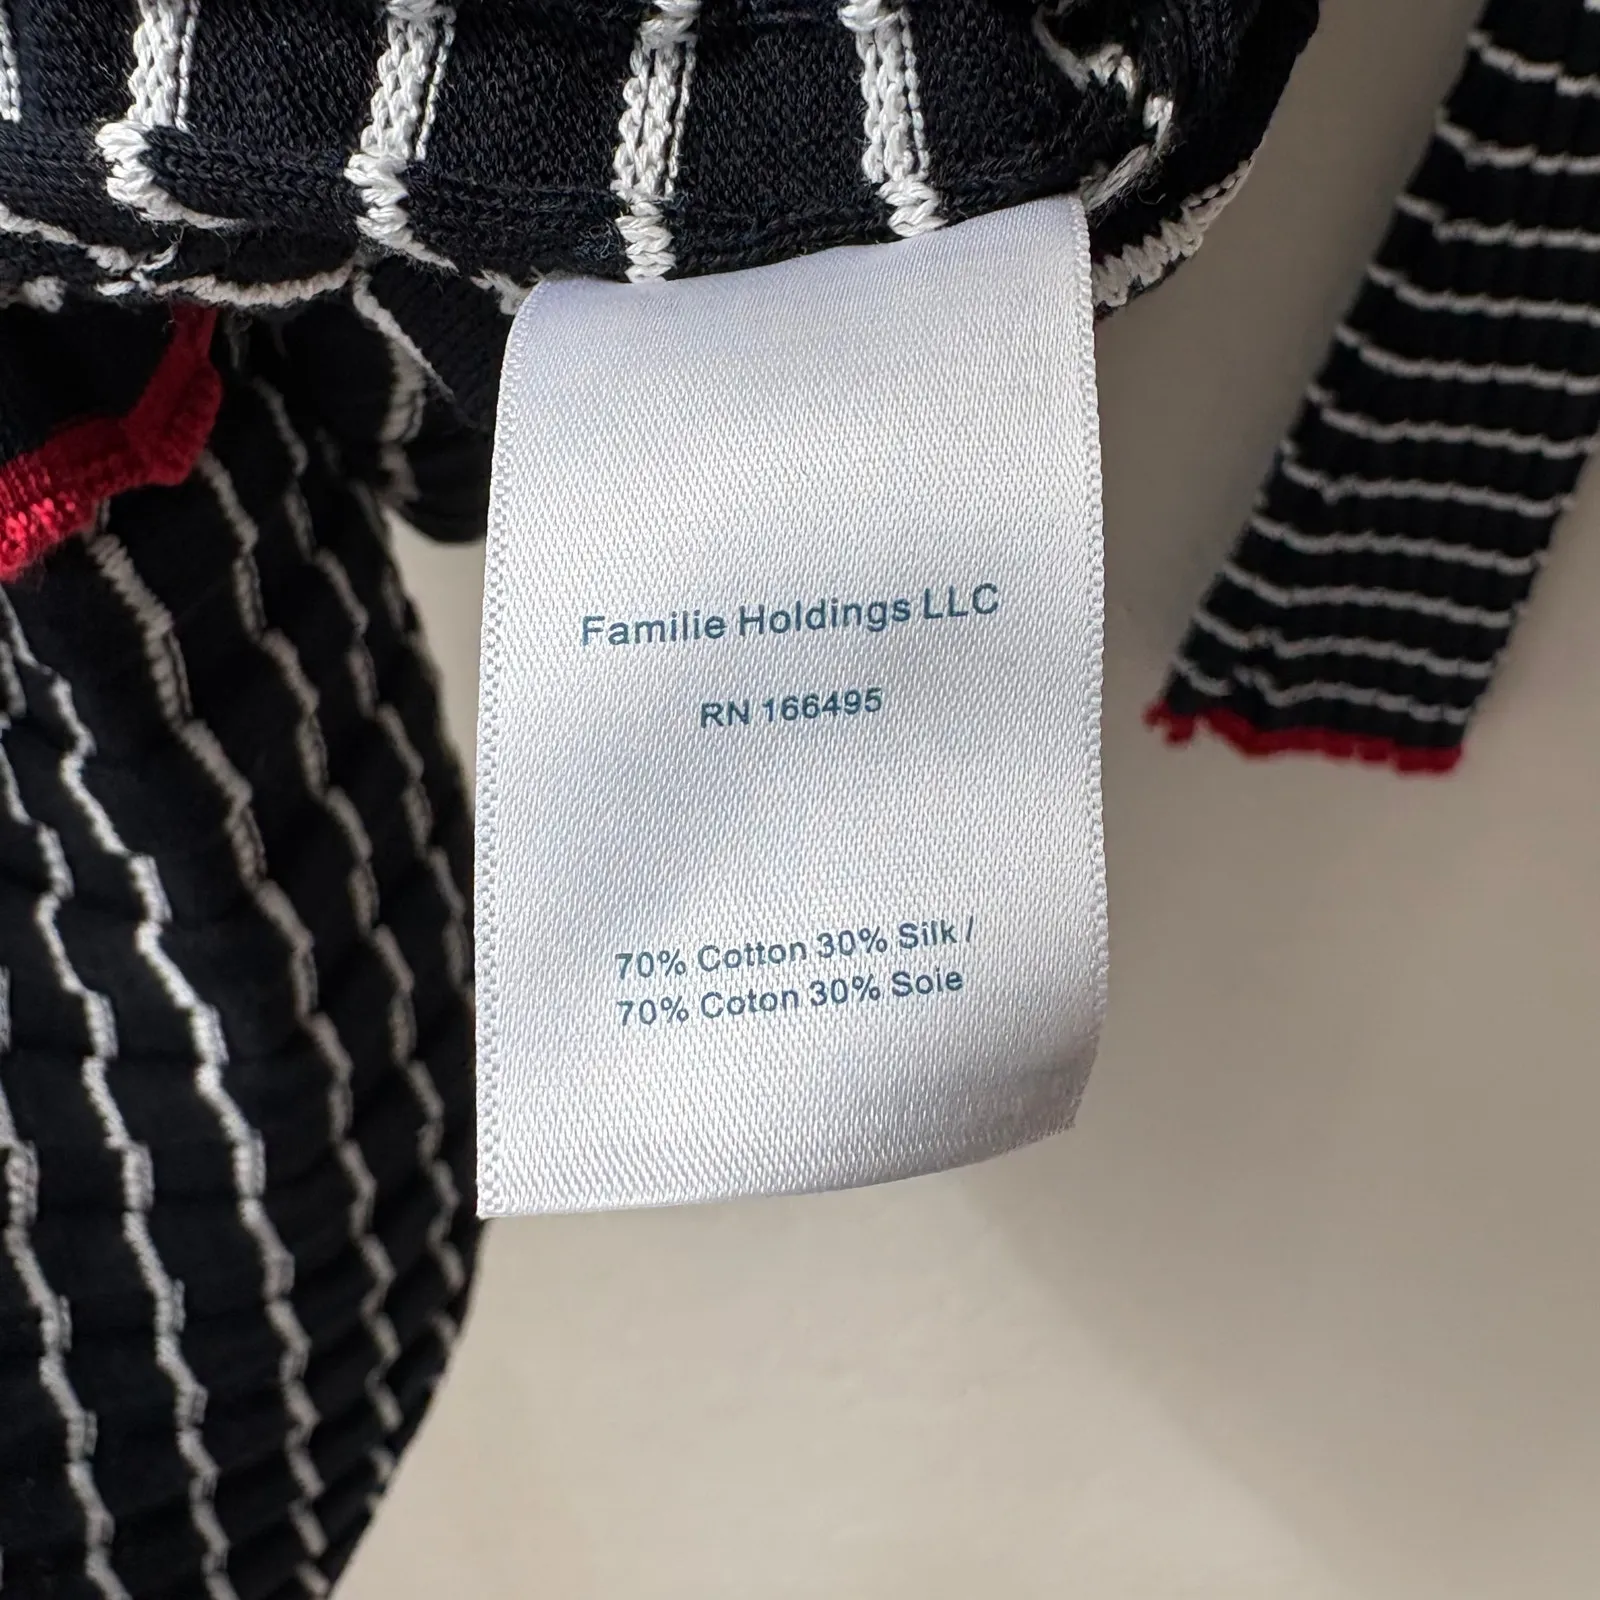 Familie Holdings LLC
RN 166495
70% Cotton 30% Silk /
70% Coton 30% Soie